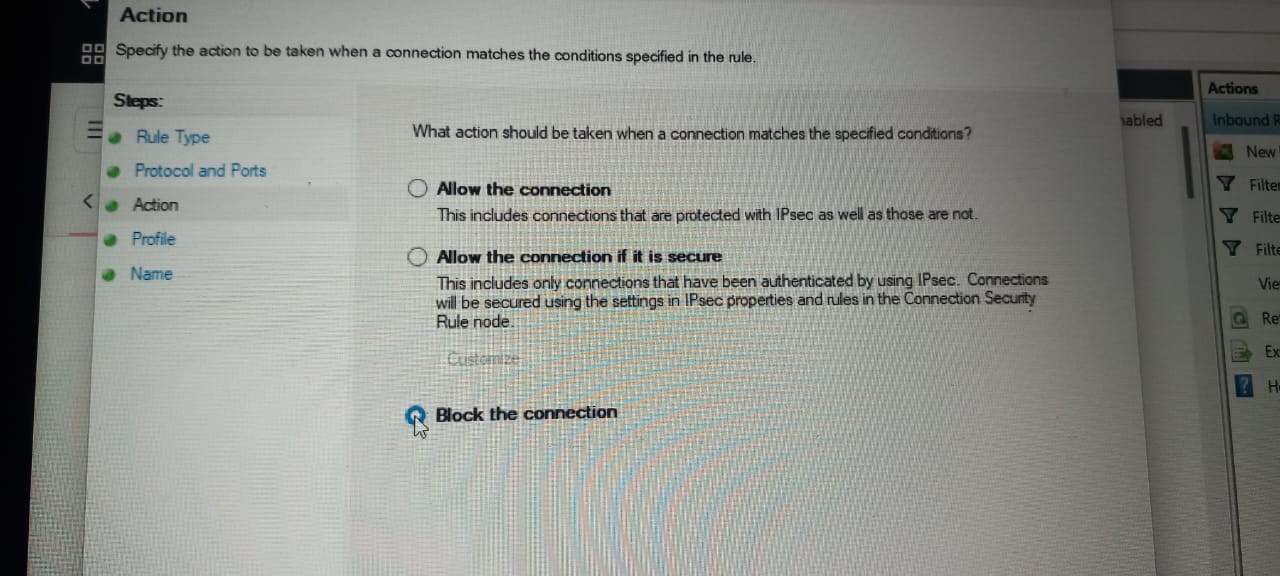 Action
Specify the action to be taken when a connection matches the conditions specified in the rule.
Steps:
Rule Type
Protocol and Ports
Action
Profile
Name
What action should be taken when a connection matches the specified conditions?
Allow the connection
This includes connections that are protected with IPsec as well as those are not.
Allow the connection if it is secure
This includes only connections that have been authenticated by using IPsec. Connections
will be secured using the settings in IPsec properties and rules in the Connection Security
Rule node.
Customize
Block the connection
abled
Actions
Inbound R
New
Filter
Filte
Filte
Vie
Re
Ex
H